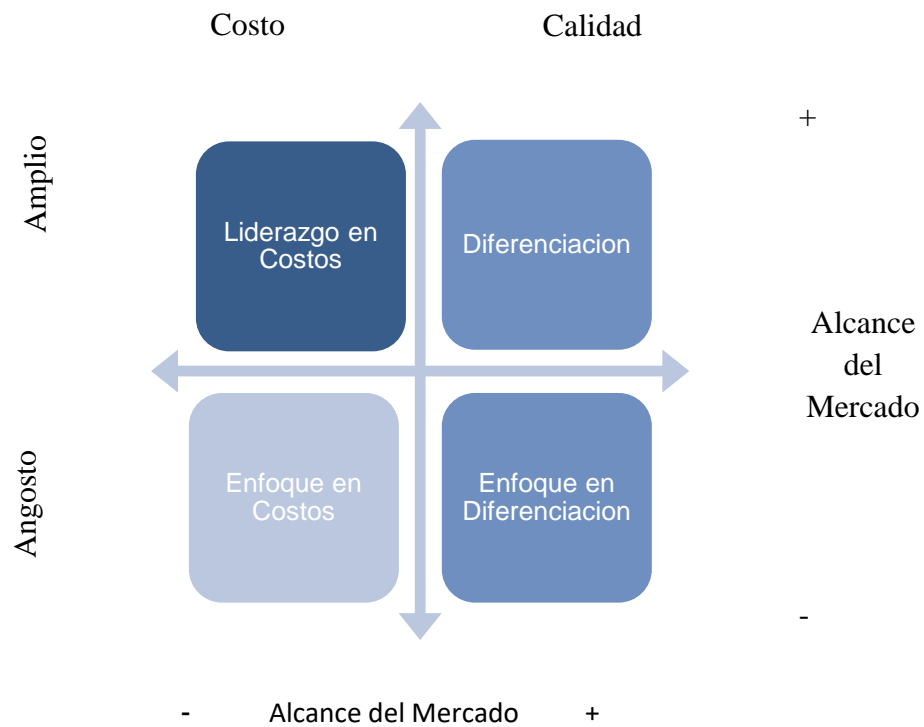 Costo Calidad
+
Amplio
Liderazgo en
Costos
Diferenciacion
Alcance
del
Mercado
Angosto
Enfoque en
Costos
Enfoque en
Diferenciacion
-
- Alcance del Mercado +